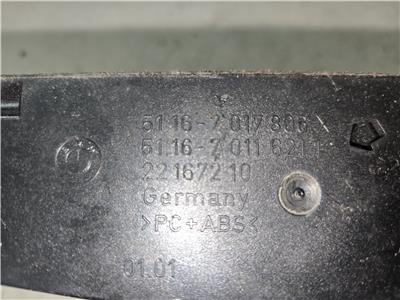 51.16-7 017 806
51.16-7 011 621
22167210
Germany
>PC+ABS<
01.01